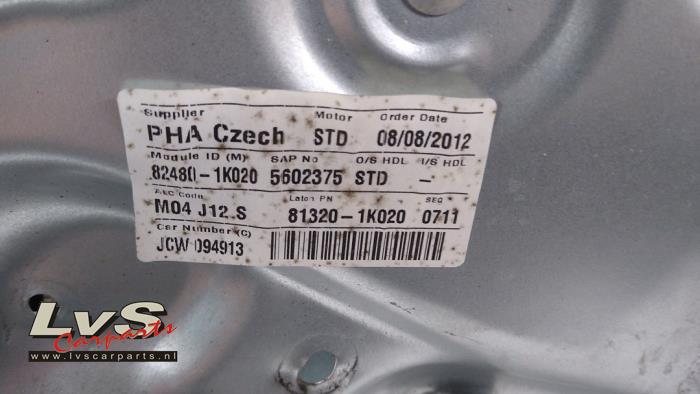 Supplier Motor Order Date
PHA Czech STD 08/08/2012
Module ID (M) SAP No O/S HDL I/S HDL
82480-1K020 5602375 STD –
ALC Code Latch PN SEQ
M04 J12.S 81320-1K020 0711
Car Number (C)
JCW 094913
LvS
Carparts
www.lvscarparts.nl